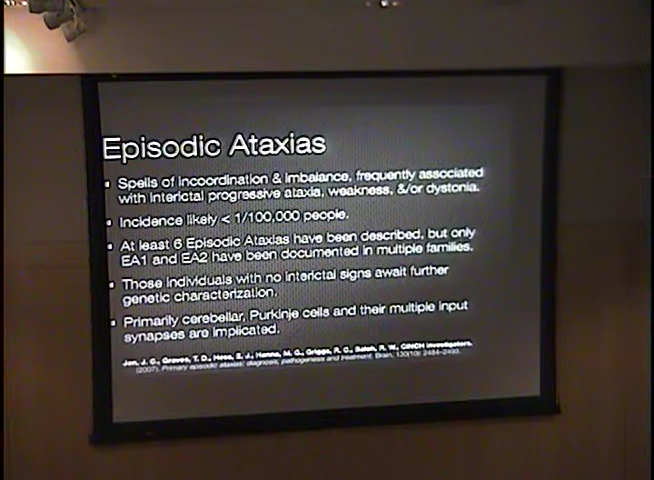 Episodic Ataxias
▪ Spells of incoordination & imbalance, frequently associated
with interictal progressive ataxia, weakness, &/or dystonia.
▪ Incidence likely < 1/100,000 people.
▪ At least 6 Episodic Ataxias have been described, but only
EA1 and EA2 have been documented in multiple families.
▪ Those individuals with no interictal signs await further
genetic characterization.
▪ Primarily cerebellar, Purkinje cells and their multiple input
synapses are implicated.
Jen, J. C., Graves, T. D., Hess, E. J., Hanna, M. G., Griggs, R. C., Baloh, R. W., CINCH investigators.
(2007). Primary episodic ataxias: diagnosis, pathogenesis and treatment. Brain, 130(10) 2484-2493.